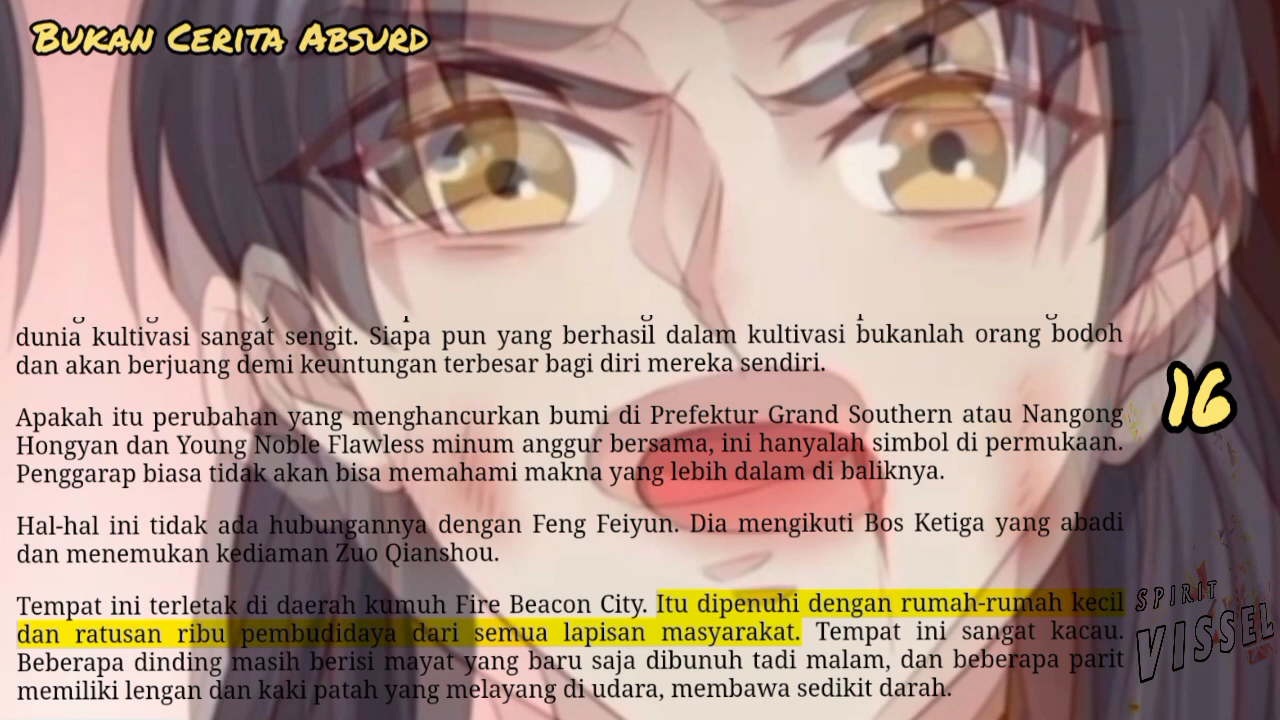 BUKAN CERITA ABSURD
dunia kultivasi sangat sengit. Siapa pun yang berhasil dalam kultivasi bukanlah orang bodoh
dan akan berjuang demi keuntungan terbesar bagi diri mereka sendiri.
Apakah itu perubahan yang menghancurkan bumi di Prefektur Grand Southern atau Nangong
Hongyan dan Young Noble Flawless minum anggur bersama, ini hanyalah simbol di permukaan.
Penggarap biasa tidak akan bisa memahami makna yang lebih dalam di baliknya.
Hal-hal ini tidak ada hubungannya dengan Feng Feiyun. Dia mengikuti Bos Ketiga yang abadi
dan menemukan kediaman Zuo Qianshou.
Tempat ini terletak di daerah kumuh Fire Beacon City. Itu dipenuhi dengan rumah-rumah kecil
dan ratusan ribu pembudidaya dari semua lapisan masyarakat. Tempat ini sangat kacau.
Beberapa dinding masih berisi mayat yang baru saja dibunuh tadi malam, dan beberapa parit
memiliki lengan dan kaki patah yang melayang di udara, membawa sedikit darah.
16
SPIRIT
VISSEL